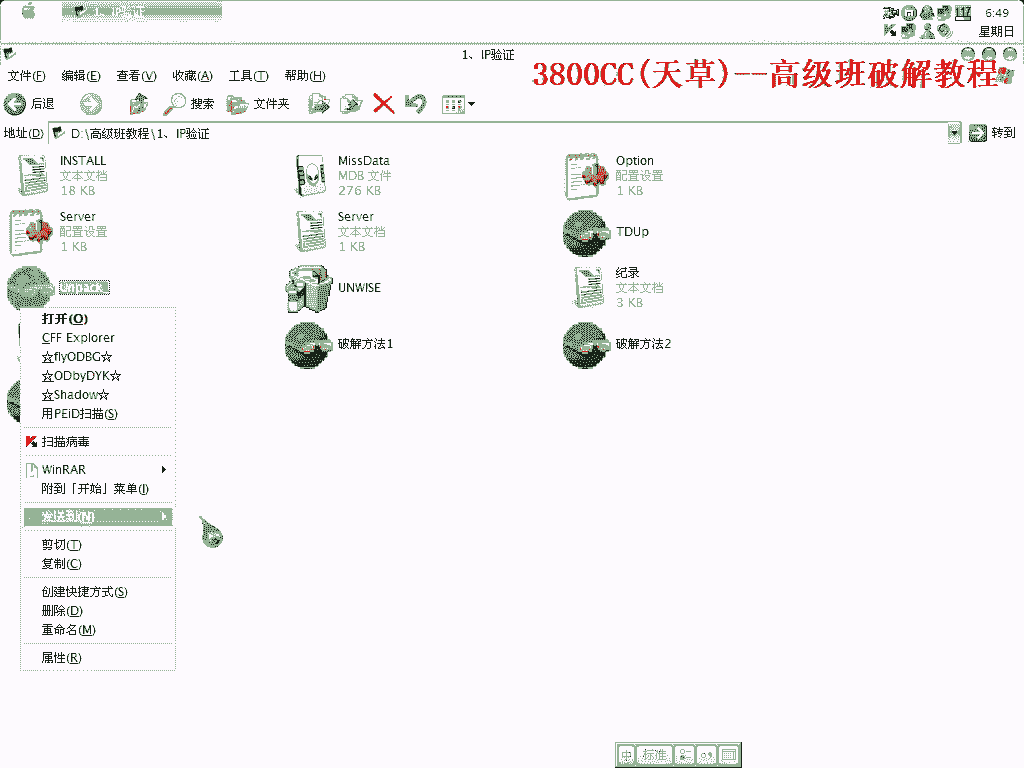 1、IP验证
117
6:49
星期日
1、IP验证
文件(F) 编辑(E) 查看(V) 收藏(A) 工具(T) 帮助(H)
3800CC(天草)--高级班破解教程
后退 搜索 文件夹
地址(D) D:\高级班教程\1、IP验证 转到
INSTALL
文本文档
18 KB
MissData
MDB 文件
276 KB
Option
配置设置
1 KB
Server
配置设置
1 KB
Server
文本文档
1 KB
TDUp
unpack_
UNWISE
纪录
文本文档
3 KB
破解方法1
破解方法2
打开(O)
CFF Explorer
☆flyODBG☆
☆ODbyDYK☆
☆Shadow☆
用PEiD扫描(S)
扫描病毒
WinRAR
附到「开始」菜单(I)
发送到(N)
剪切(T)
复制(C)
创建快捷方式(S)
删除(D)
重命名(M)
属性(R)
中 标准